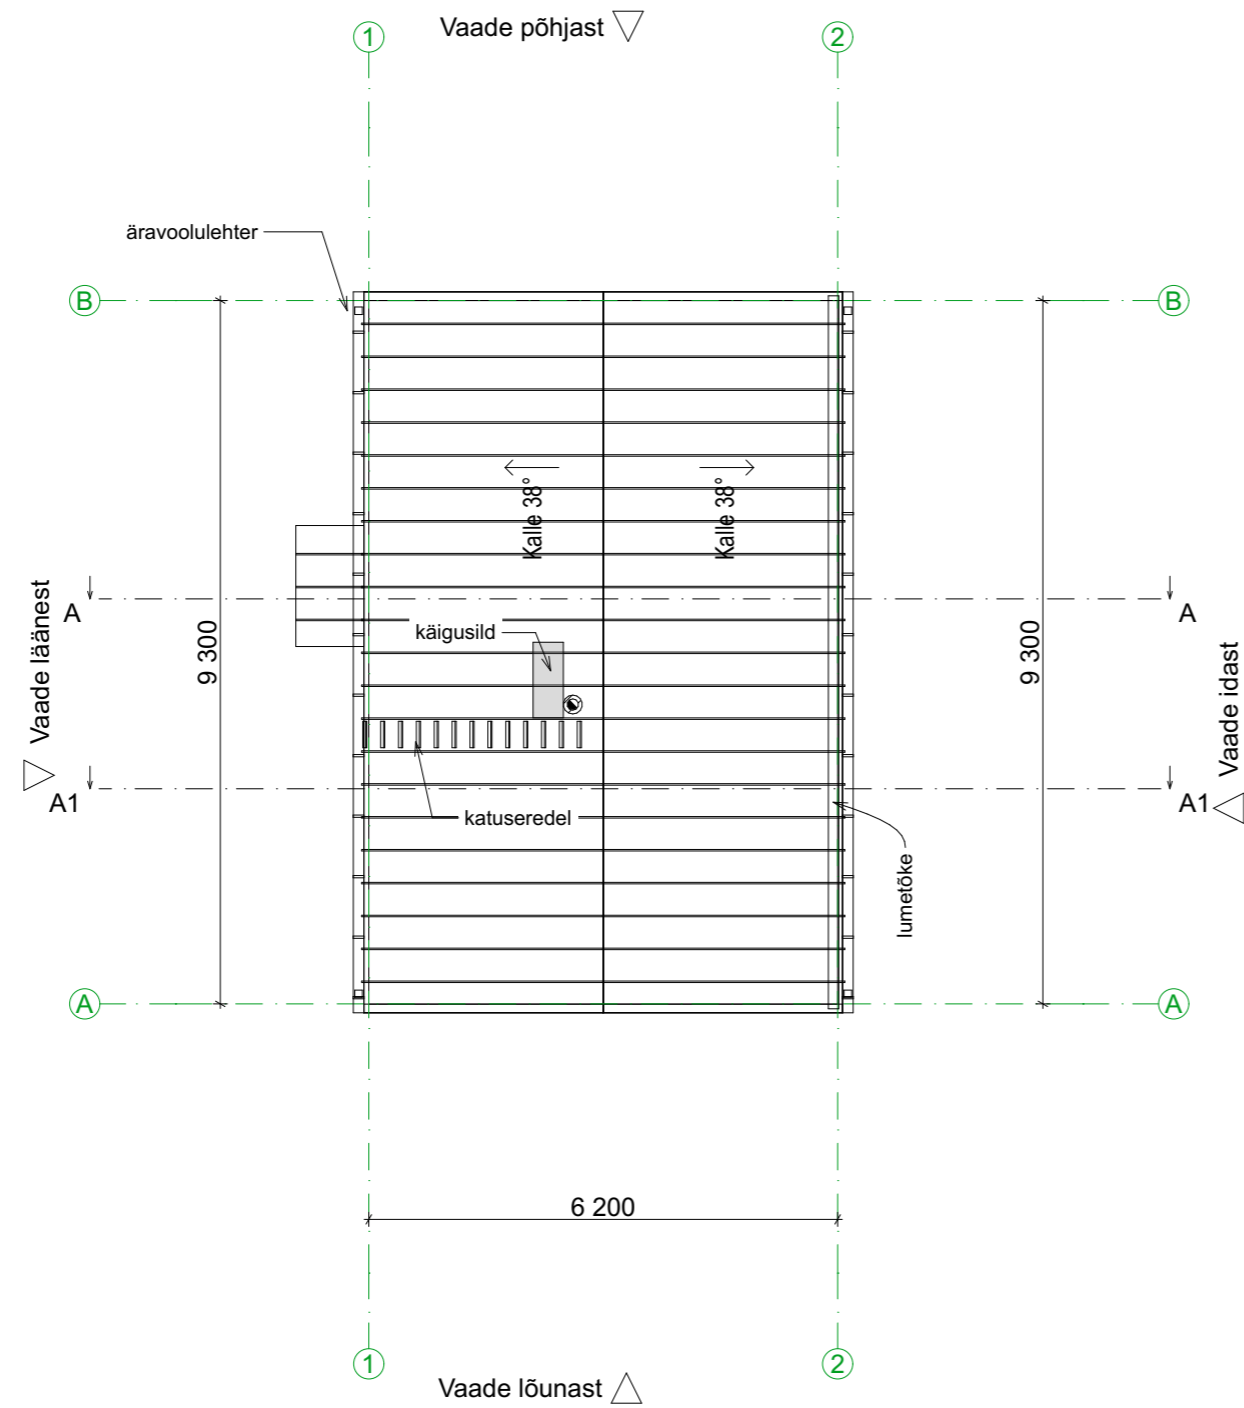 Vaade põhjast
1
2
äravoolulehter
B
B
Kalle 38°
Kalle 38°
A
A
Vaade läänest
9 300
käigusild
9 300
Vaade idast
A1
A1
katuseredel
lumetõke
A
A
6 200
1
2
Vaade lõunast